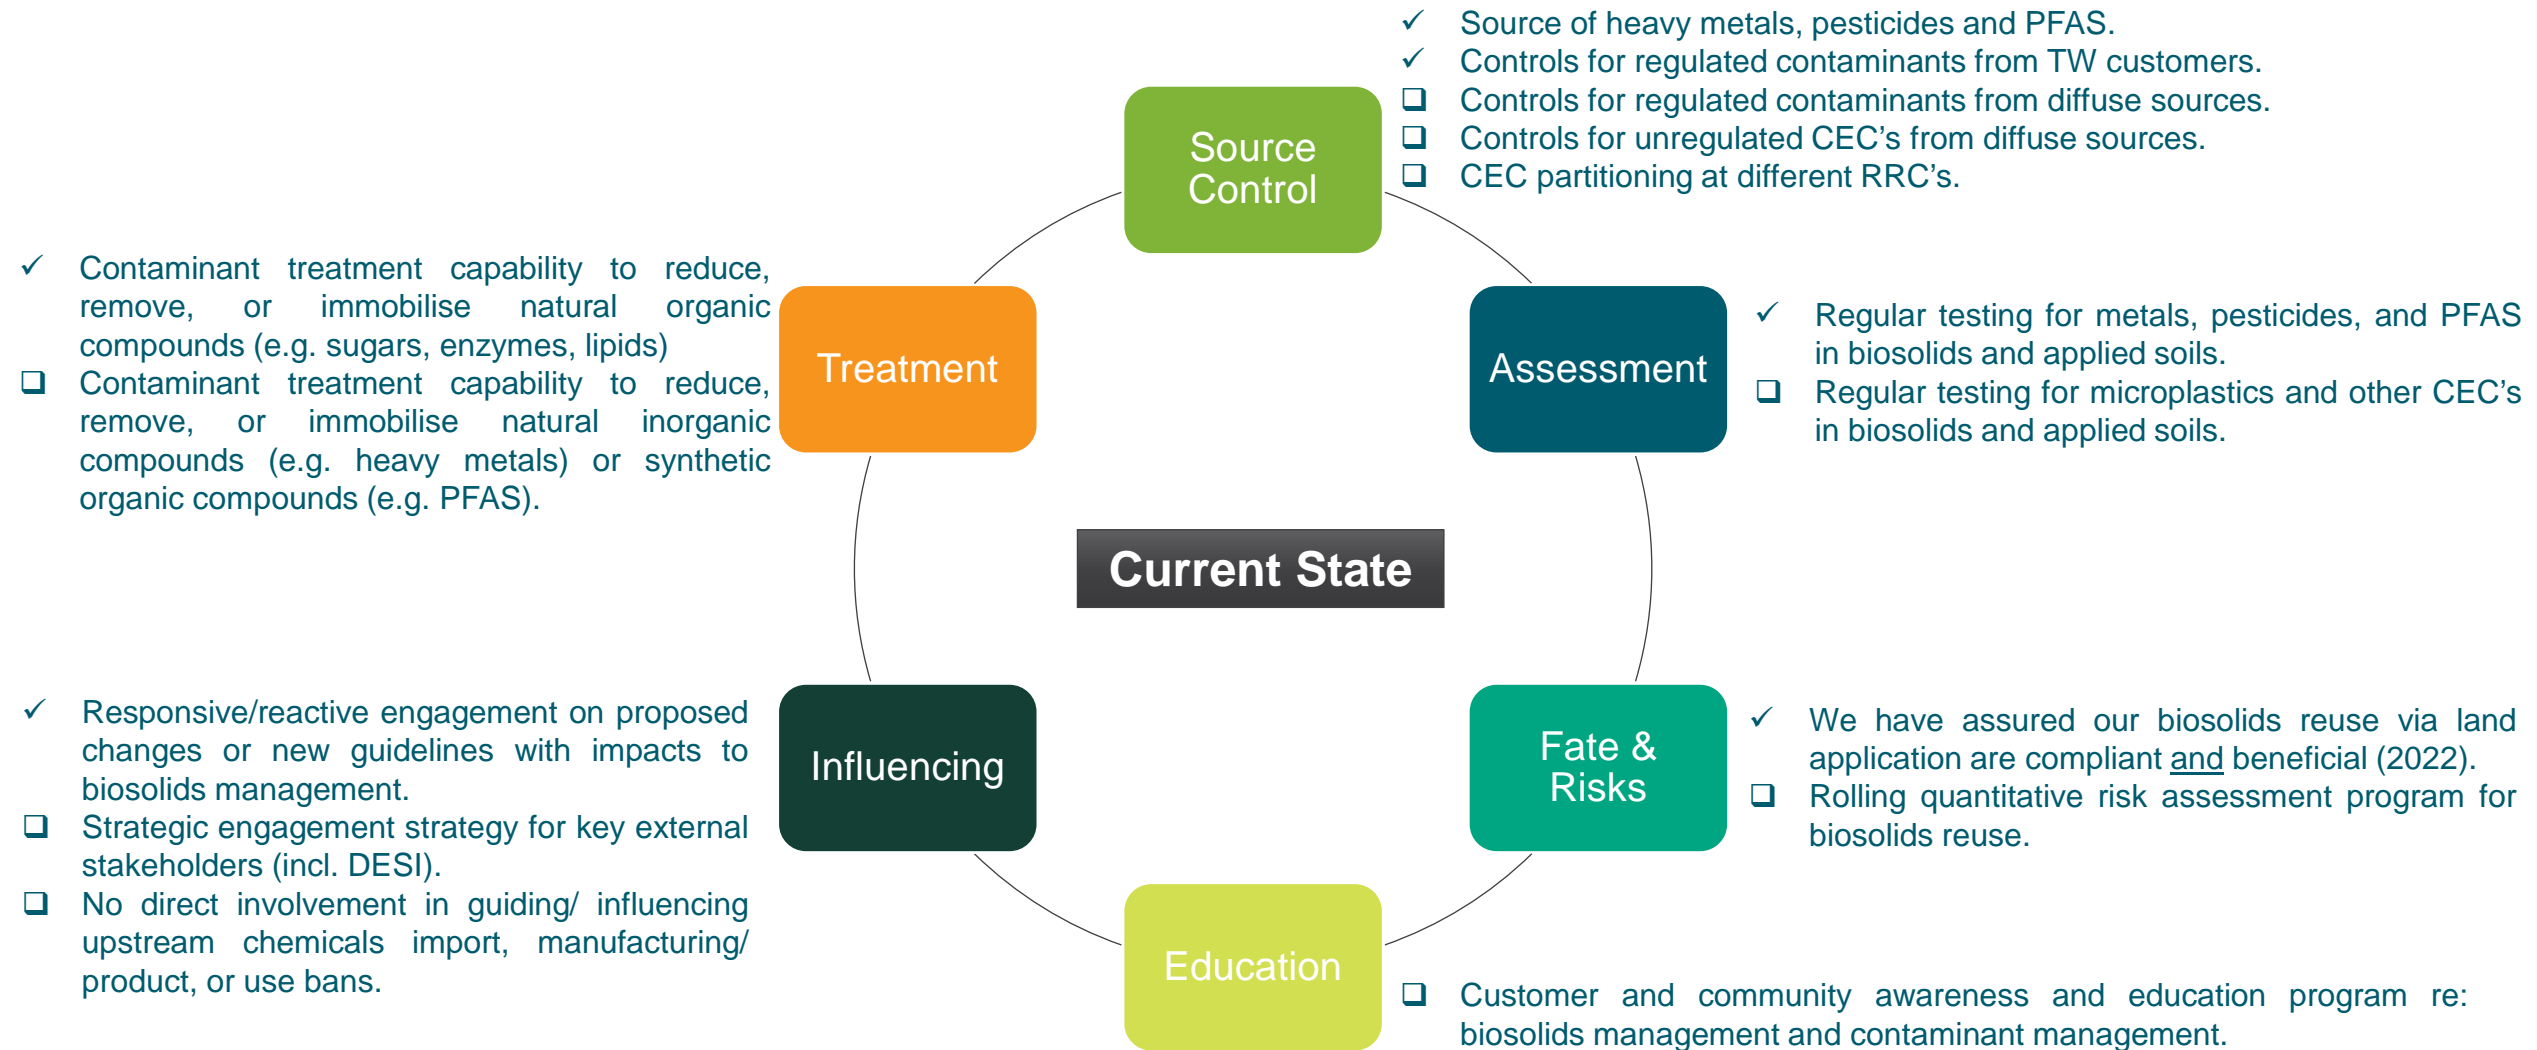 ✓ Source of heavy metals, pesticides and PFAS.
✓ Controls for regulated contaminants from TW customers.
❑ Controls for regulated contaminants from diffuse sources.
❑ Controls for unregulated CEC's from diffuse sources.
❑ CEC partitioning at different RRC's.
Source
Control
✓ Contaminant treatment capability to reduce,
remove, or immobilise natural organic
compounds (e.g. sugars, enzymes, lipids)
❑ Contaminant treatment capability to reduce,
remove, or immobilise natural inorganic
compounds (e.g. heavy metals) or synthetic
organic compounds (e.g. PFAS).
Treatment
Assessment
✓ Regular testing for metals, pesticides, and PFAS
in biosolids and applied soils.
❑ Regular testing for microplastics and other CEC's
in biosolids and applied soils.
Current State
✓ Responsive/reactive engagement on proposed
changes or new guidelines with impacts to
biosolids management.
❑ Strategic engagement strategy for key external
stakeholders (incl. DESI).
❑ No direct involvement in guiding/ influencing
upstream chemicals import, manufacturing/
product, or use bans.
Influencing
Fate &
Risks
✓ We have assured our biosolids reuse via land
application are compliant and beneficial (2022).
❑ Rolling quantitative risk assessment program for
biosolids reuse.
Education
❑ Customer and community awareness and education program re:
biosolids management and contaminant management.